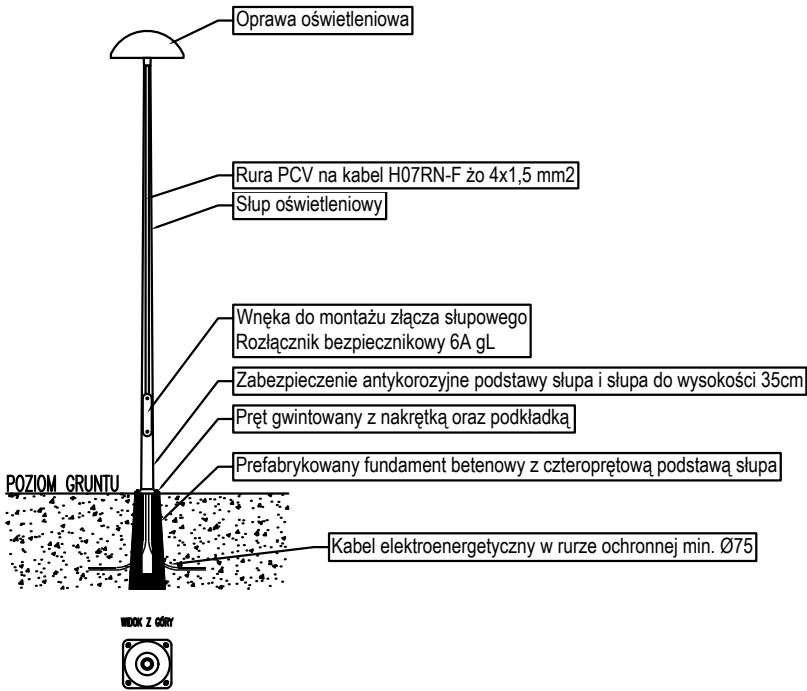 Oprawa oświetleniowa
Rura PCV na kabel H07RN-F żo 4x1,5 mm2
Słup oświetleniowy
Wnęka do montażu złącza słupowego
Rozłącznik bezpiecznikowy 6A gL
Zabezpieczenie antykorozyjne podstawy słupa i słupa do wysokości 35cm
Pręt gwintowany z nakrętką oraz podkładką
Prefabrykowany fundament betenowy z czteroprętową podstawą słupa
POZIOM GRUNTU
Kabel elektroenergetyczny w rurze ochronnej min. Ø75
WIDOK Z GÓRY